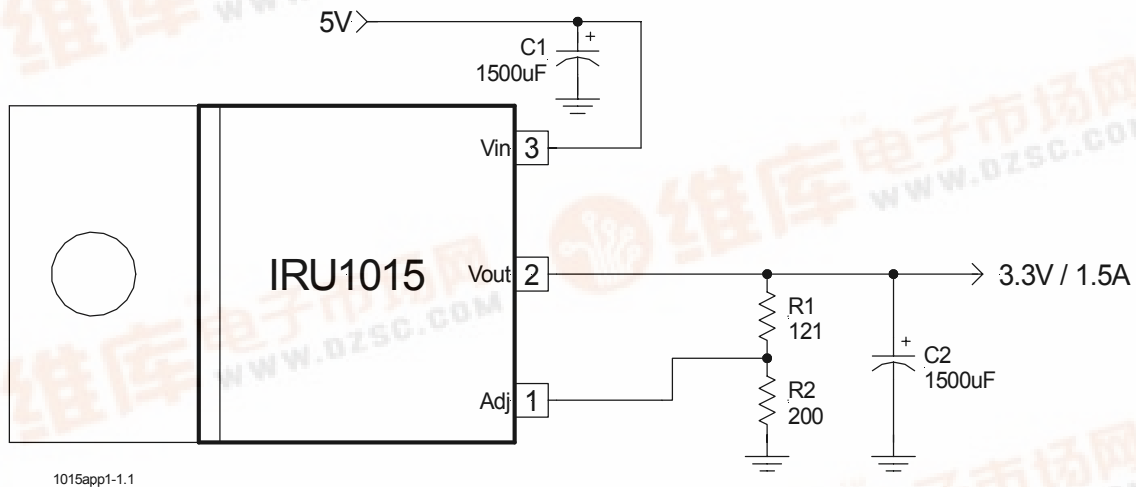 5V
C1
1500uF
Vin 3
IRU1015
Vout 2
3.3V / 1.5A
R1
121
C2
1500uF
Adj 1
R2
200
1015app1-1.1
维库电子市场网
WWW.DZSC.COM